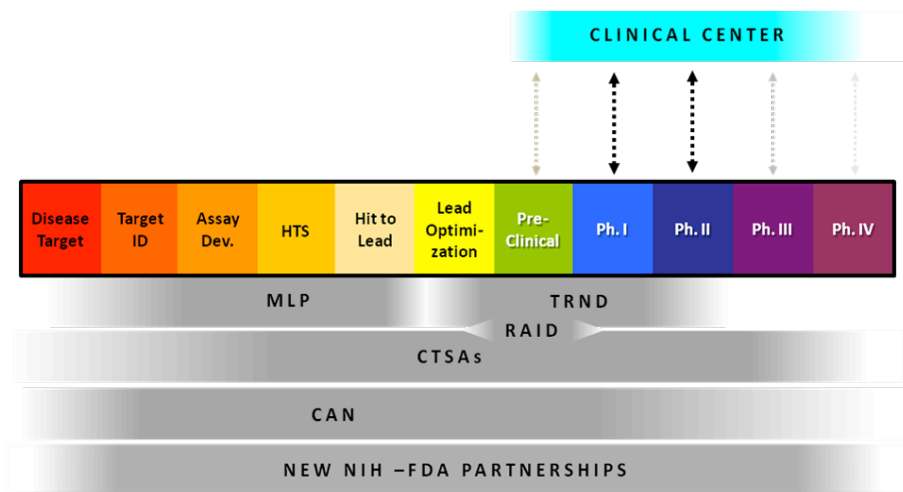 CLINICAL CENTER
Disease
Target
Target
ID
Assay
Dev.
HTS
Hit to
Lead
Lead
Optimi-
zation
Pre-
Clinical
Ph. I
Ph. II
Ph. III
Ph. IV
MLP
TRND
RAID
CTSAs
CAN
NEW NIH –FDA PARTNERSHIPS